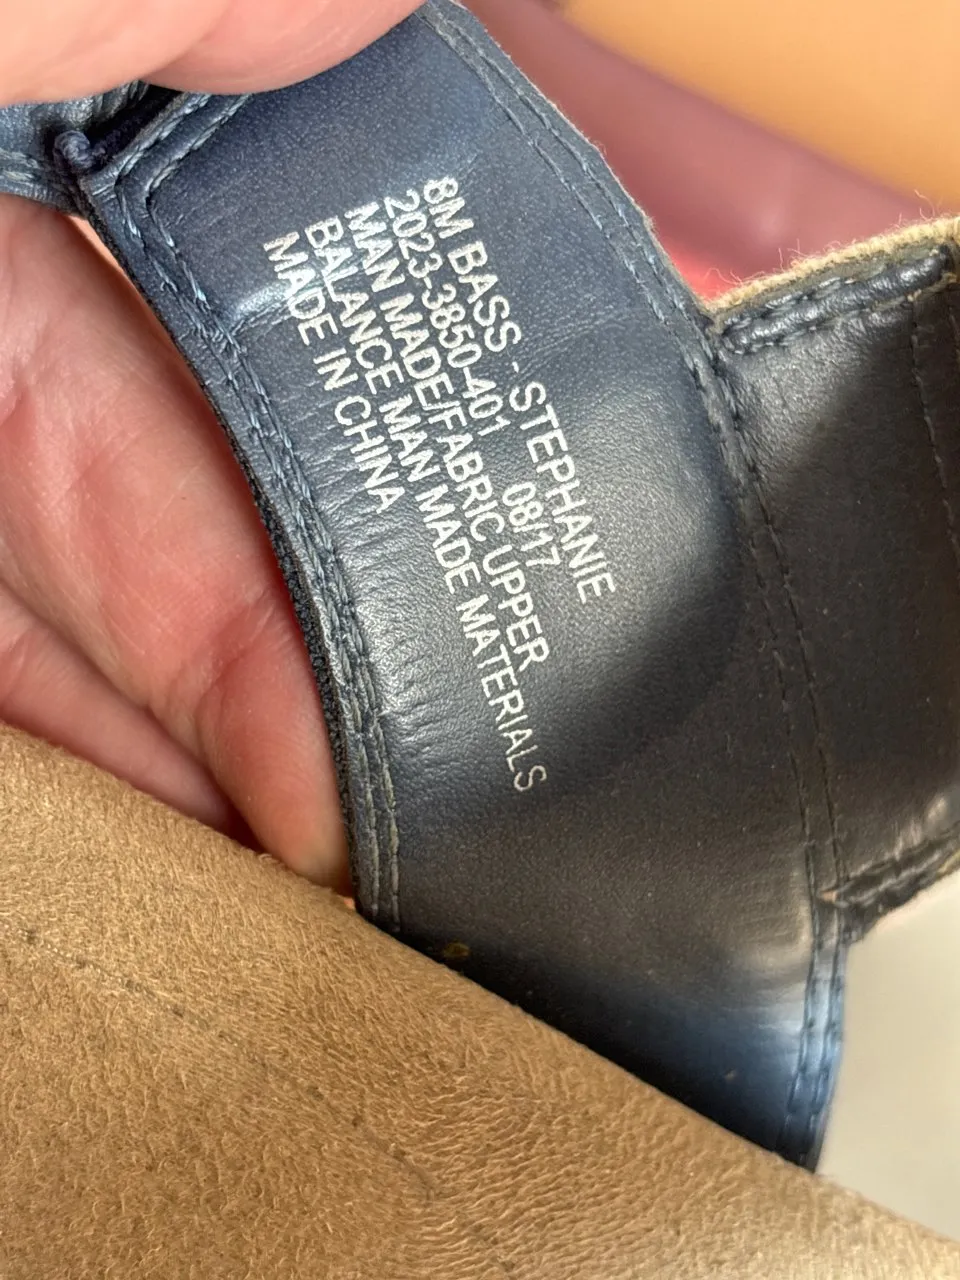 8M BASS - STEPHANIE
2023-3850-401 08/17
MAN MADE/FABRIC UPPER
BALANCE MAN MADE MATERIALS
MADE IN CHINA